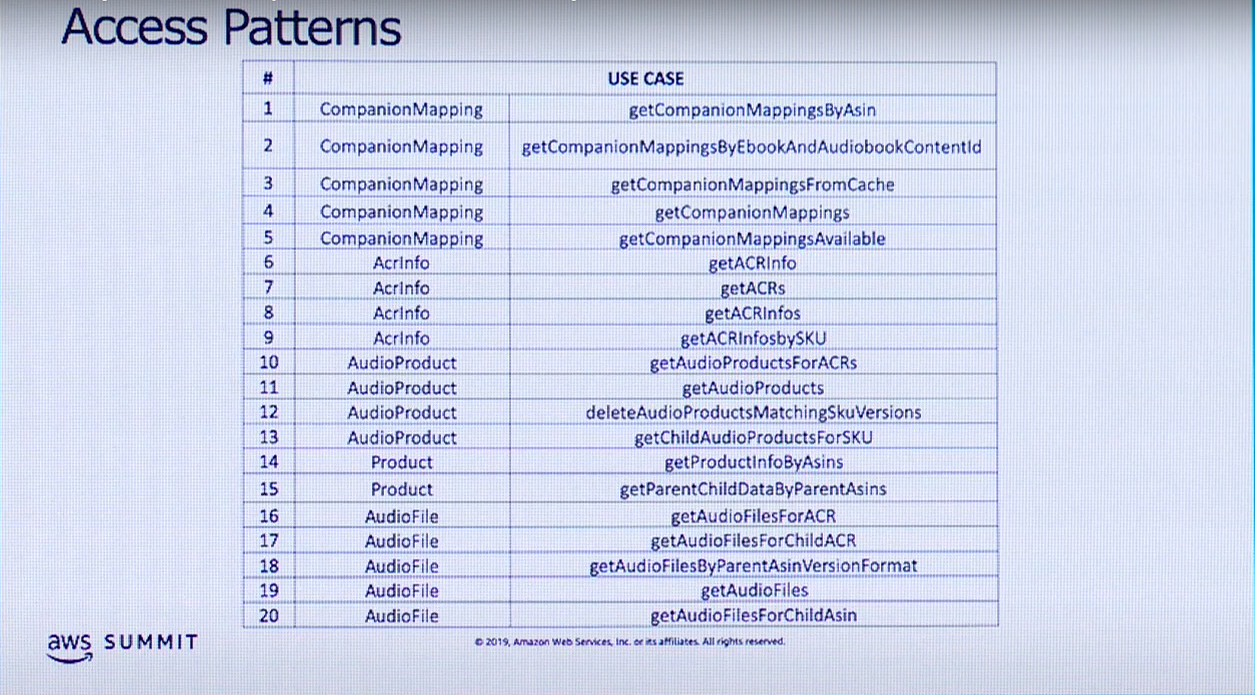 Access Patterns
# USE CASE
1 CompanionMapping getCompanionMappingsByAsin
2 CompanionMapping getCompanionMappingsByEbookAndAudiobookContentId
3 CompanionMapping getCompanionMappingsFromCache
4 CompanionMapping getCompanionMappings
5 CompanionMapping getCompanionMappingsAvailable
6 AcrInfo getACRInfo
7 AcrInfo getACRs
8 AcrInfo getACRInfos
9 AcrInfo getACRInfosbySKU
10 AudioProduct getAudioProductsForACRs
11 AudioProduct getAudioProducts
12 AudioProduct deleteAudioProductsMatchingSkuVersions
13 AudioProduct getChildAudioProductsForSKU
14 Product getProductInfoByAsins
15 Product getParentChildDataByParentAsins
16 AudioFile getAudioFilesForACR
17 AudioFile getAudioFilesForChildACR
18 AudioFile getAudioFilesByParentAsinVersionFormat
19 AudioFile getAudioFiles
20 AudioFile getAudioFilesForChildAsin
aws SUMMIT
© 2019, Amazon Web Services, Inc. or its affiliates. All rights reserved.